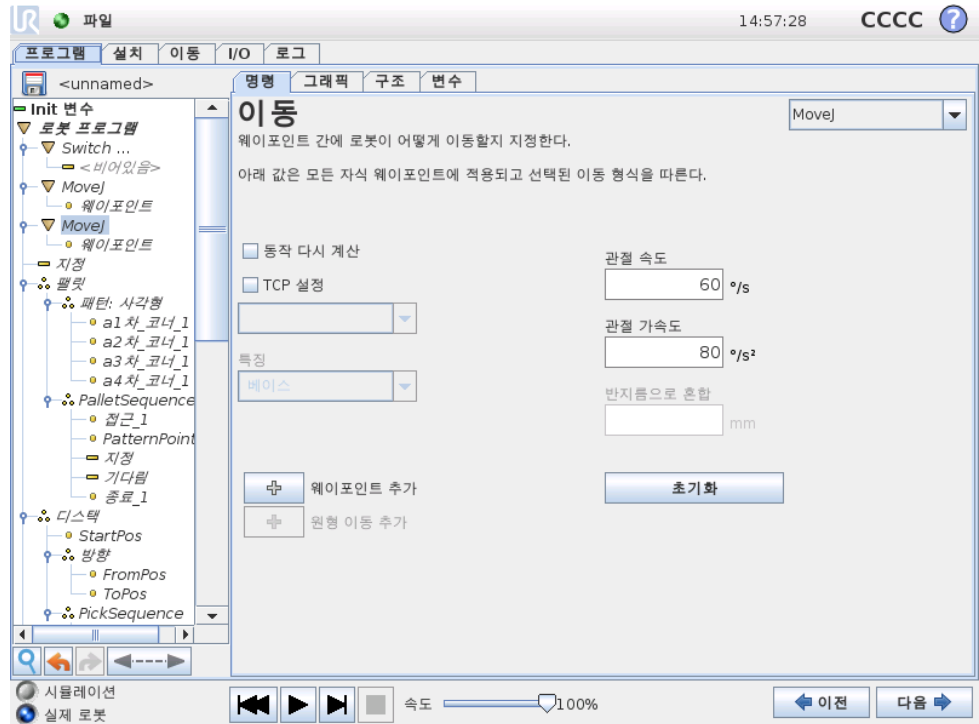 UR 파일 14:57:28 CCCC ?
프로그램 설치 이동 I/O 로그
<unnamed>
명령 그래픽 구조 변수
Init 변수
로봇 프로그램
Switch ...
<비어있음>
MoveJ
웨이포인트
MoveJ
웨이포인트
지정
팰릿
패턴: 사각형
a1차_코너_1
a2차_코너_1
a3차_코너_1
a4차_코너_1
PalletSequence
접근_1
PatternPoint
지정
기다림
종료_1
디스택
StartPos
방향
FromPos
ToPos
PickSequence
이동
MoveJ
웨이포인트 간에 로봇이 어떻게 이동할지 지정한다.
아래 값은 모든 자식 웨이포인트에 적용되고 선택된 이동 형식을 따른다.
동작 다시 계산
TCP 설정
특징
베이스
관절 속도
60 °/s
관절 가속도
80 °/s²
반지름으로 혼합
mm
웨이포인트 추가
원형 이동 추가
초기화
시뮬레이션
실제 로봇
속도 100%
이전 다음